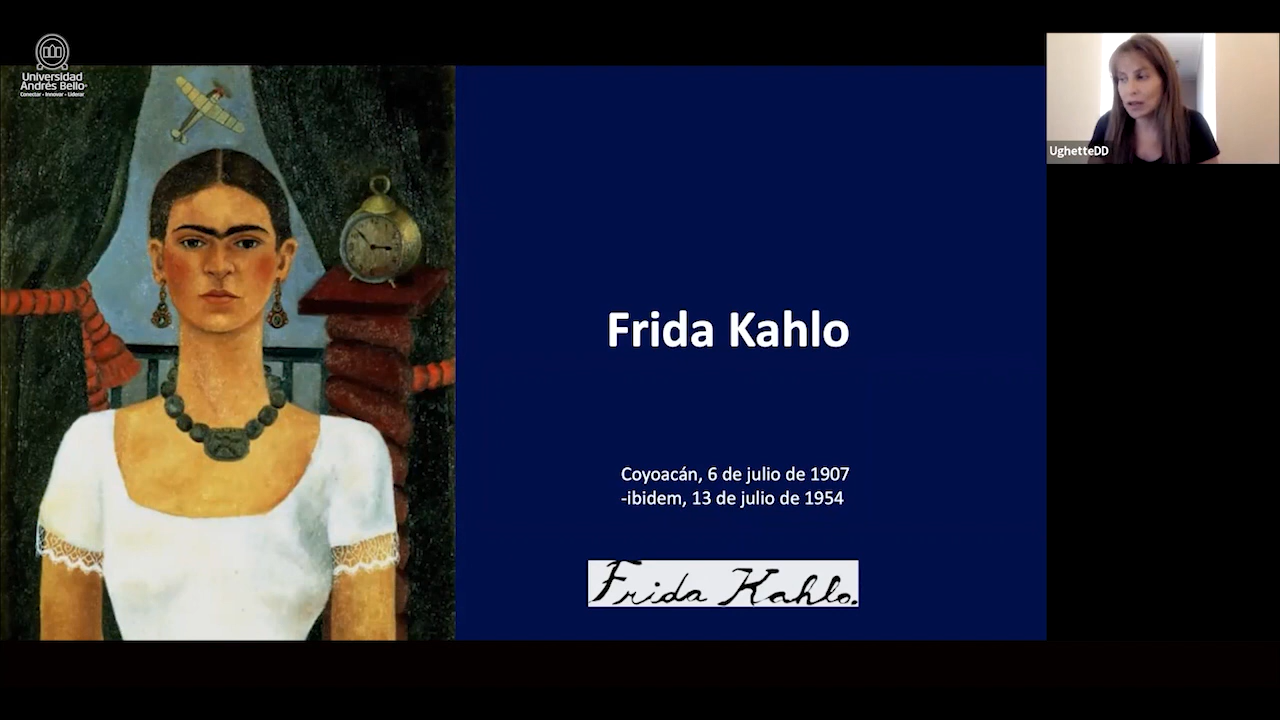 Universidad
Andrés Bello
Conectar • Innovar • Liderar
UghetteDD
Frida Kahlo
Coyoacán, 6 de julio de 1907
-ibidem, 13 de julio de 1954
Frida Kahlo.